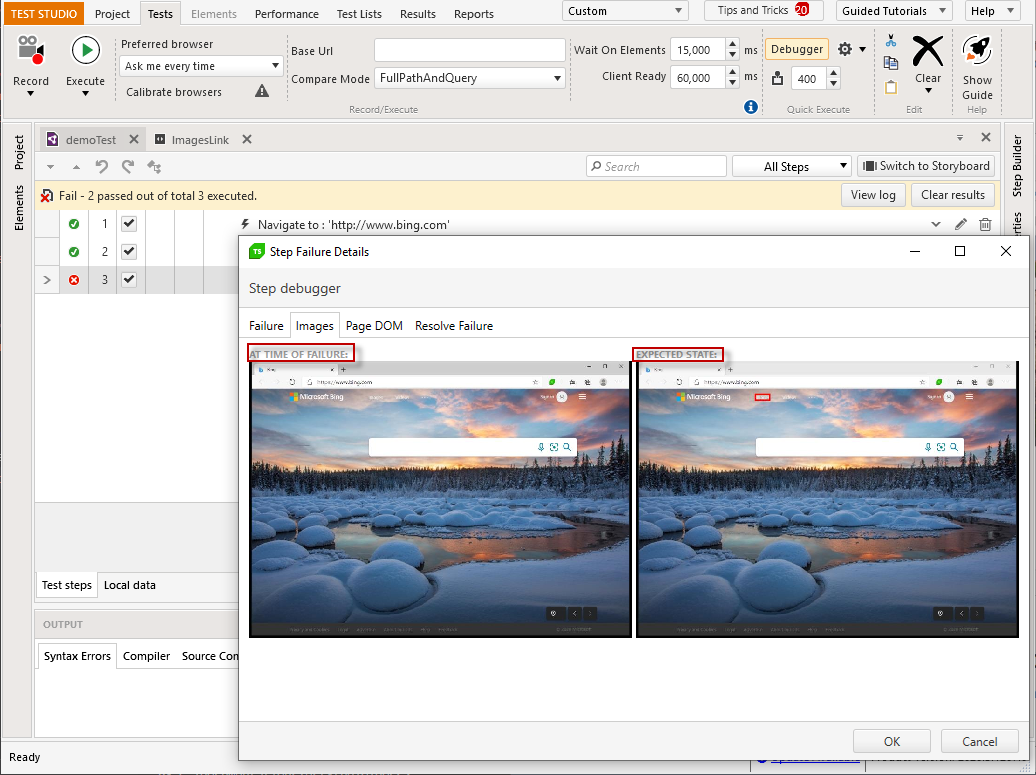 TEST STUDIO Project Tests Elements Performance Test Lists Results Reports Custom Tips and Tricks 20 Guided Tutorials Help
Record
Execute
Preferred browser
Ask me every time
Calibrate browsers
Base Url
Compare Mode FullPathAndQuery
Record/Execute
Wait On Elements 15,000 ms
Client Ready 60,000 ms
Debugger
400
Quick Execute
Clear
Edit
Show
Guide
Help
Project
Elements
demoTest ImagesLink
Step Builder
Search All Steps Switch to Storyboard
Fail - 2 passed out of total 3 executed. View log Clear results
1 Navigate to : 'http://www.bing.com'
2
3
TS Step Failure Details
Step debugger
Failure Images Page DOM Resolve Failure
AT TIME OF FAILURE: EXPECTED STATE:
https://www.bing.com https://www.bing.com
Microsoft Bing Microsoft Bing
Test steps Local data
OUTPUT
Syntax Errors Compiler Source Con
OK Cancel
Ready